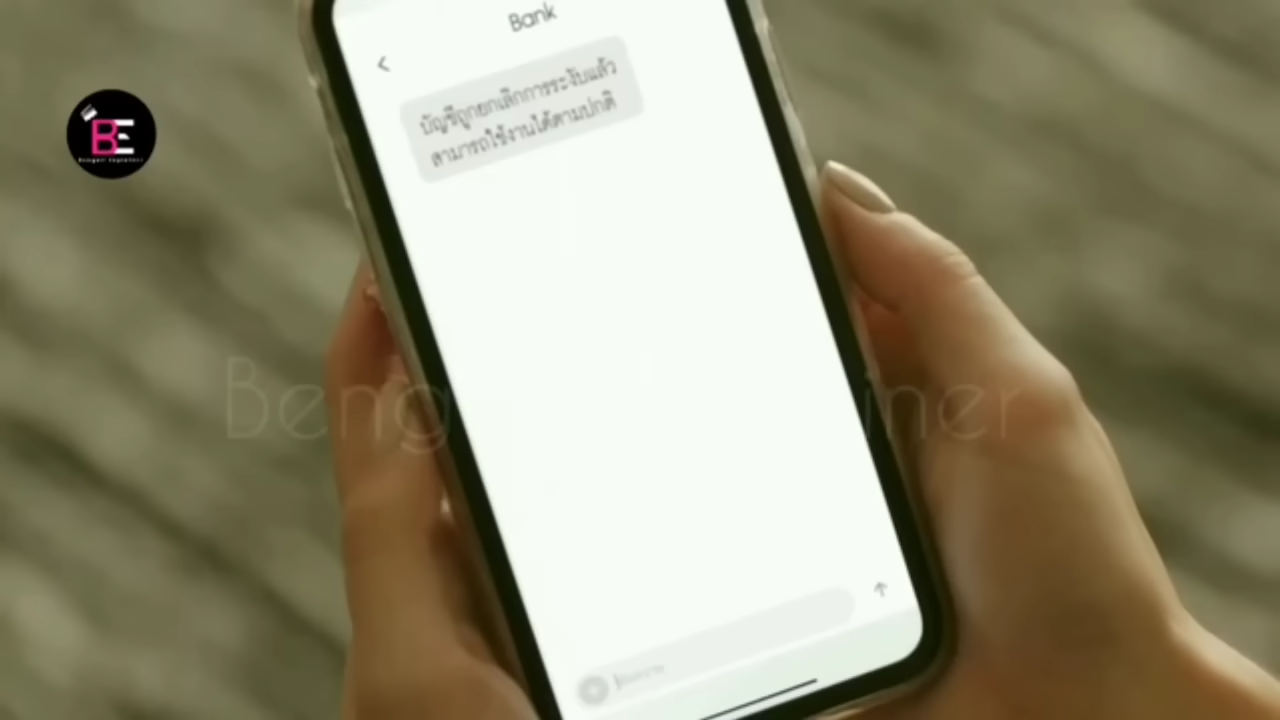 Bank
บัญชีถูกยกเลิกการระงับแล้ว
สามารถใช้งานได้ตามปกติ
BE